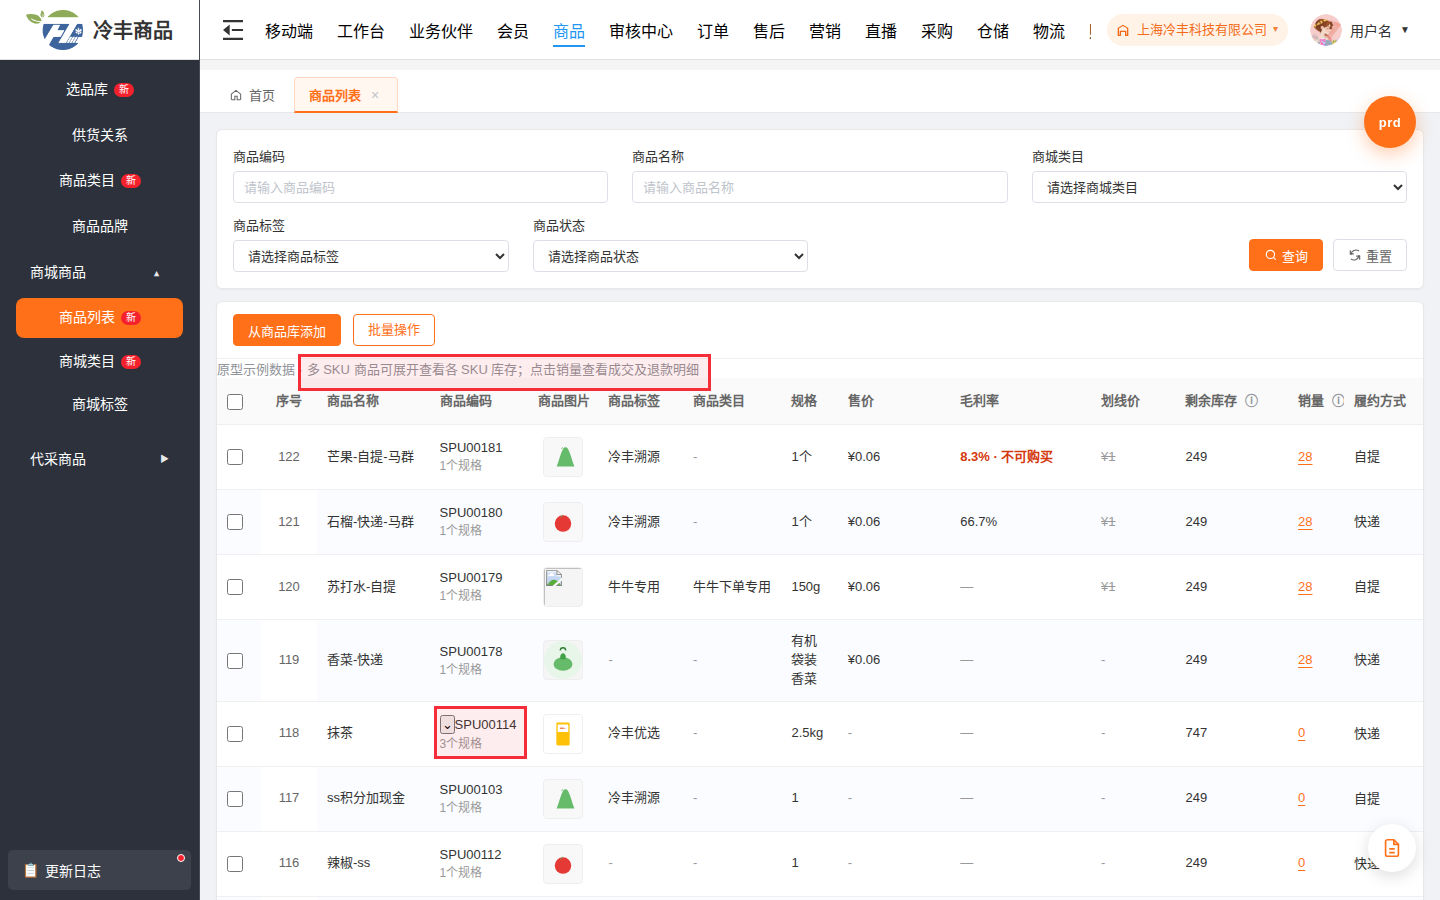 冷丰商品
移动端 工作台 业务伙伴 会员 商品 审核中心 订单 售后 营销 直播 采购 仓储 物流
上海冷丰科技有限公司 ▾
用户名 ▼
选品库 新
供货关系
商品类目 新
商品品牌
商城商品 ▲
商品列表 新
商城类目 新
商城标签
代采商品 ▶
更新日志
首页
商品列表 ×
prd
商品编码
请输入商品编码
商品名称
请输入商品名称
商城类目
请选择商城类目
商品标签
请选择商品标签
商品状态
请选择商品状态
查询
重置
从商品库添加
批量操作
原型示例数据 · 多 SKU 商品可展开查看各 SKU 库存；点击销量查看成交及退款明细
序号 商品名称 商品编码 商品图片 商品标签 商品类目 规格 售价 毛利率 划线价 剩余库存 ⓘ 销量 ⓘ 履约方式
122 芒果-自提-马群 SPU00181 冷丰溯源 - 1个 ¥0.06 8.3% · 不可购买 ¥1 249 28 自提
1个规格
121 石榴-快递-马群 SPU00180 冷丰溯源 - 1个 ¥0.06 66.7% ¥1 249 28 快递
1个规格
120 苏打水-自提 SPU00179 牛牛专用 牛牛下单专用 150g ¥0.06 — ¥1 249 28 自提
1个规格
119 香菜-快递 SPU00178 - - 有机
袋装
香菜 ¥0.06 — - 249 28 快递
1个规格
118 抹茶 SPU00114 冷丰优选 - 2.5kg - — - 747 0 快递
3个规格
117 ss积分加现金 SPU00103 冷丰溯源 - 1 - — - 249 0 自提
1个规格
116 辣椒-ss SPU00112 - - 1 - — - 249 0 快递
1个规格